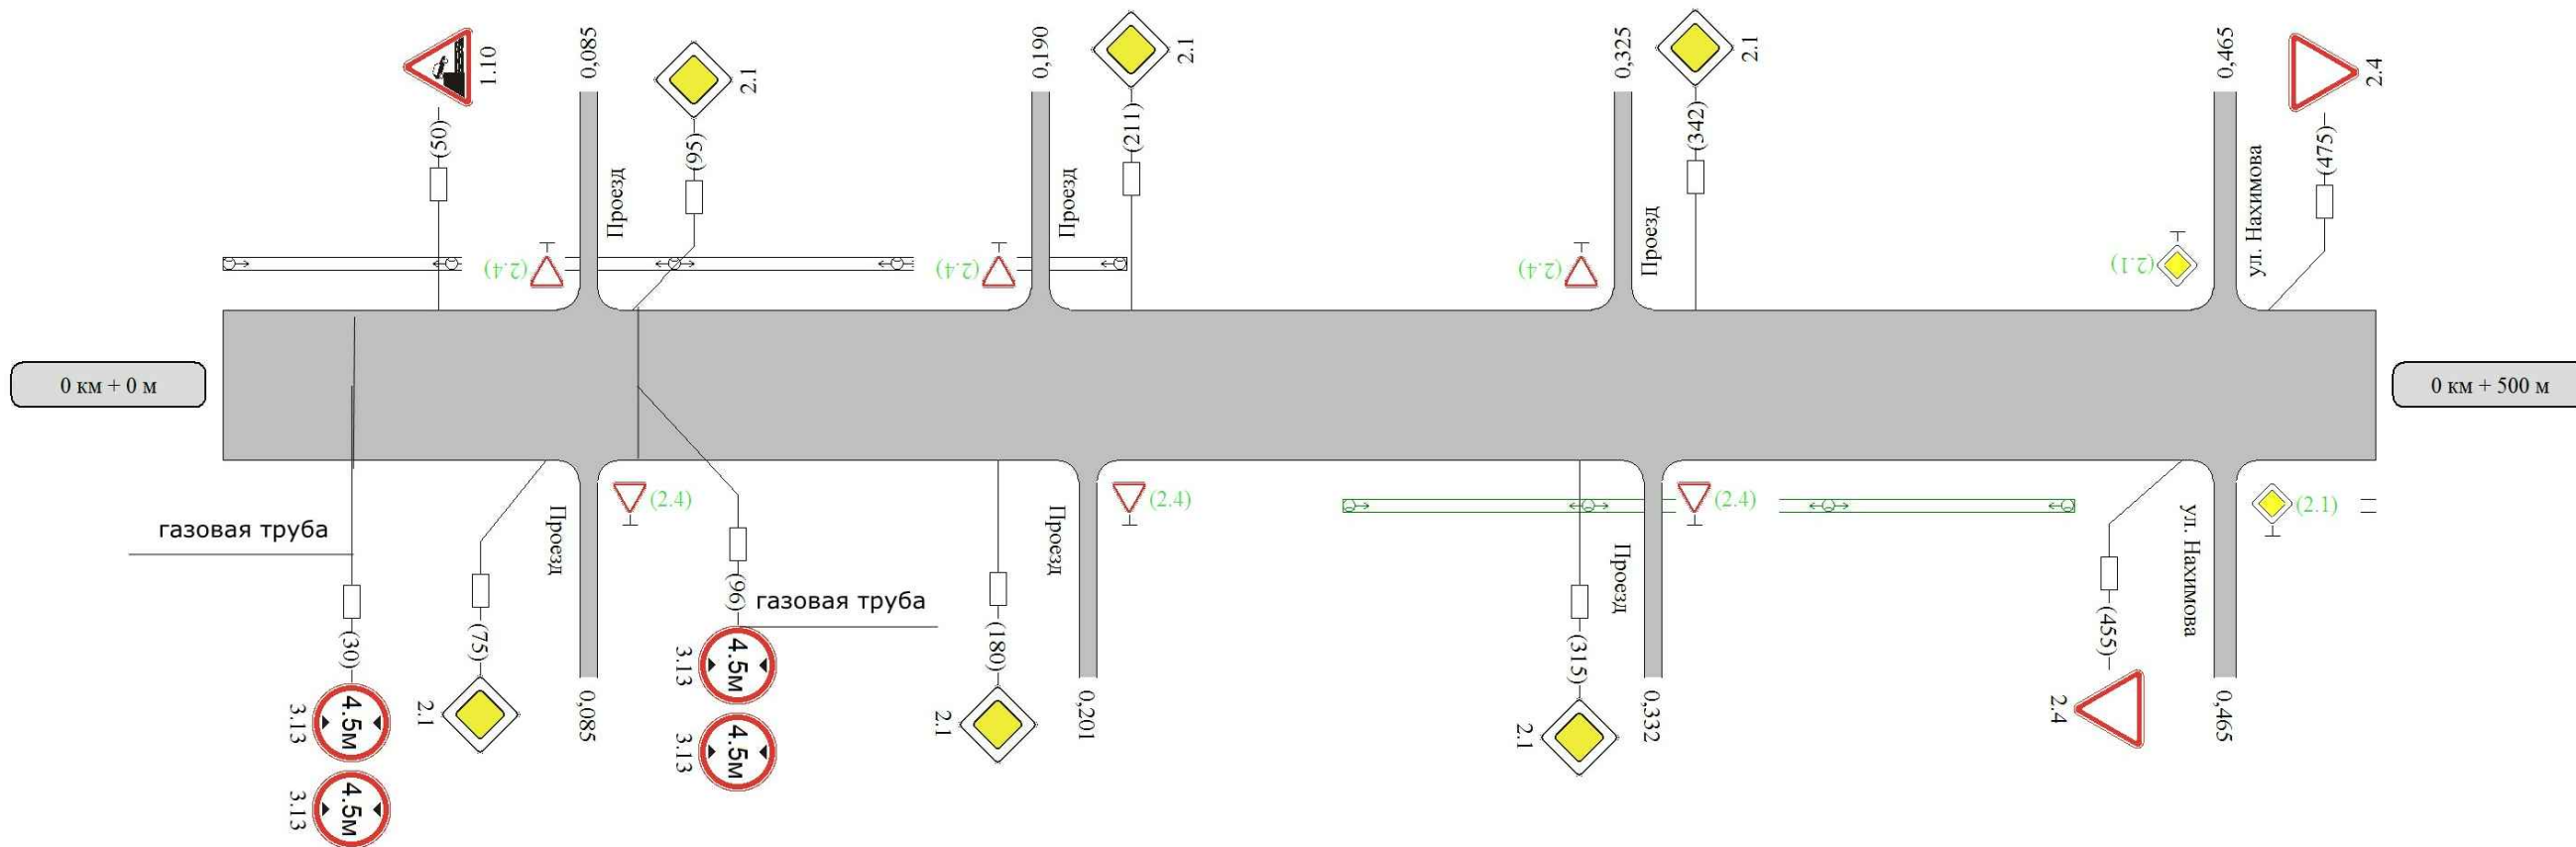 1.10
0,085
2.1
0,190
2.1
0,325
2.1
0,465
2.4
(50)
(95)
(211)
(342)
(475)
Проезд
Проезд
Проезд
ул. Нахимова
(2.4)
(2.4)
(2.4)
(2.1)
0 км + 0 м
0 км + 500 м
(2.4)
(2.4)
(2.4)
(2.1)
газовая труба
Проезд
Проезд
Проезд
ул. Нахимова
газовая труба
(30)
(75)
(96)
(180)
(315)
(455)
4.5м
3.13
4.5м
3.13
2.1
0,085
4.5м
3.13
4.5м
3.13
2.1
0,201
2.1
0,332
2.4
0,465